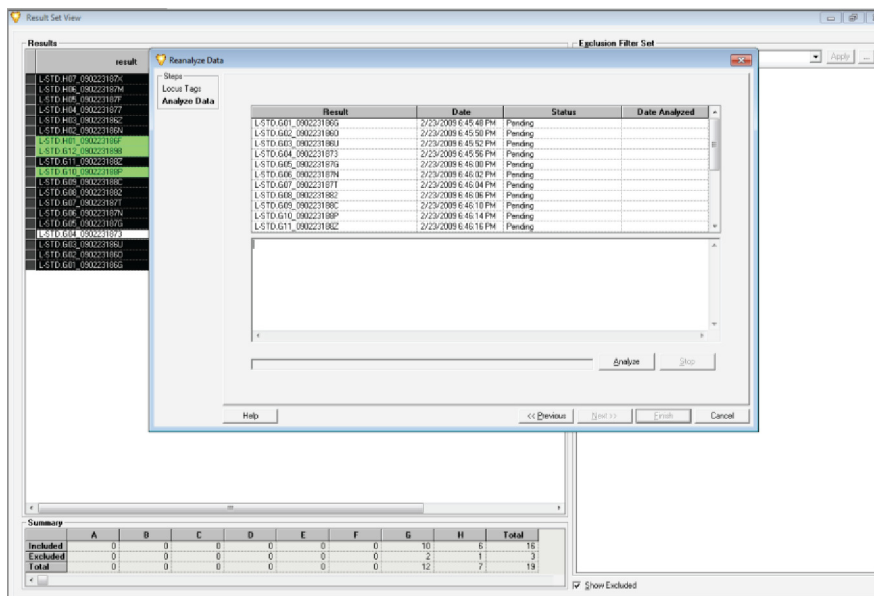 Result Set View
Results
Exclusion Filter Set
result
Apply
...
L-STD.H07_090223187X
L-STD.H06_090223187M
L-STD.H05_090223187F
L-STD.H04_0902231877
L-STD.H03_090223186Z
L-STD.H02_090223186N
L-STD.H01_090223186F
L-STD.G12_0902231898
L-STD.G11_090223188Z
L-STD.G10_090223188P
L-STD.G09_090223188C
L-STD.G08_0902231882
L-STD.G07_090223187T
L-STD.G06_090223187N
L-STD.G05_090223187G
L-STD.G04_0902231873
L-STD.G03_090223186U
L-STD.G02_090223186O
L-STD.G01_090223186G
Reanalyze Data
Steps
Locus Tags
Analyze Data
Result Date Status Date Analyzed
L-STD.G01_090223186G 2/23/2009 6:45:48 PM Pending
L-STD.G02_090223186O 2/23/2009 6:45:50 PM Pending
L-STD.G03_090223186U 2/23/2009 6:45:52 PM Pending
L-STD.G04_0902231873 2/23/2009 6:45:56 PM Pending
L-STD.G05_090223187G 2/23/2009 6:46:00 PM Pending
L-STD.G06_090223187N 2/23/2009 6:46:02 PM Pending
L-STD.G07_090223187T 2/23/2009 6:46:04 PM Pending
L-STD.G08_0902231882 2/23/2009 6:46:06 PM Pending
L-STD.G09_090223188C 2/23/2009 6:46:10 PM Pending
L-STD.G10_090223188P 2/23/2009 6:46:14 PM Pending
L-STD.G11_090223188Z 2/23/2009 6:46:16 PM Pending
Analyze Stop
Help << Previous Next >> Finish Cancel
Summary
A B C D E F G H Total
Included 0 0 0 0 0 0 10 6 16
Excluded 0 0 0 0 0 0 2 1 3
Total 0 0 0 0 0 0 12 7 19
Show Excluded